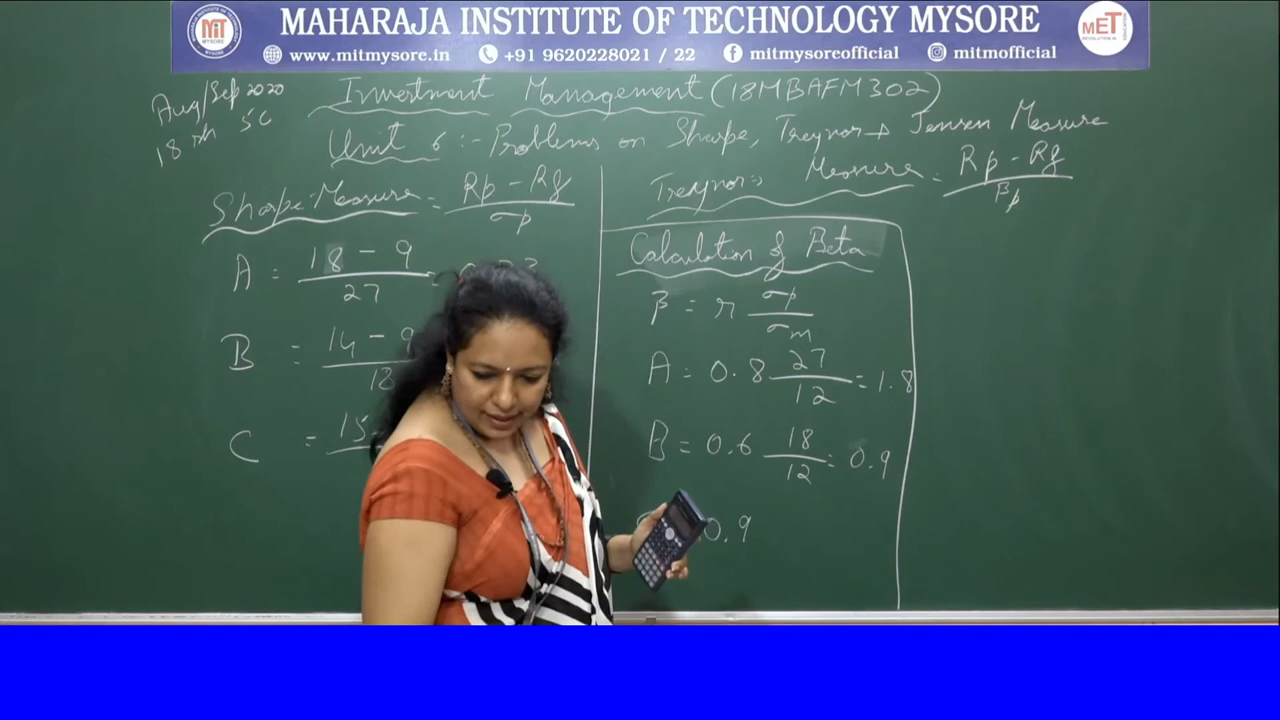 MAHARAJA INSTITUTE OF TECHNOLOGY MYSORE
MIT
MYSORE
MET
www.mitmysore.in +91 9620228021 / 22 mitmysoreofficial mitmofficial
Aug/Sep 2020
Investment Management (18MBAFM302)
Unit 6 :- Problems on Sharpe, Treynor + Jensen Measure
Sharpe Measure = Rp - Rf / σp
A = 18 - 9 / 27 =
B = 14 - 9 / 18
C = 15
Treynor's Measure = Rp - Rf / βp
Calculation of Beta
β = r σp / σm
A = 0.8 27 / 12 = 1.8
B = 0.6 18 / 12 = 0.9
0.9